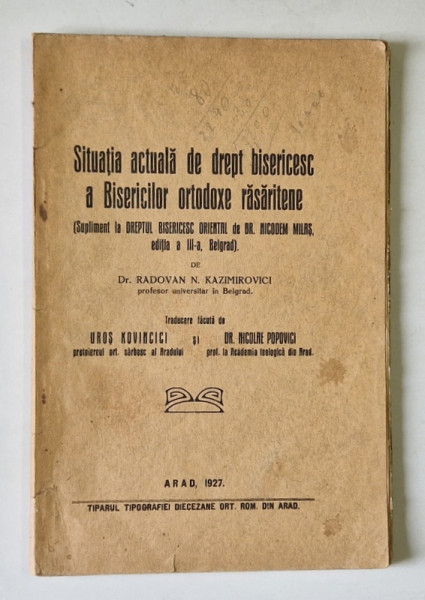 Situația actuală de drept bisericesc
a Bisericilor ortodoxe răsăritene
(Supliment la DREPTUL BISERICESC ORIENTAL de DR. NICODEM MILAȘ,
ediția a III-a, Belgrad).
DE
Dr. RADOVAN N. KAZIMIROVICI
profesor universitar în Belgrad.
Traducere făcută de
UROȘ KOVINCICI și DR. NICOLAE POPOVICI
protoiereul ort. sârbesc al Aradului prof. la Academia teologică din Arad.
ARAD, 1927.
TIPARUL TIPOGRAFIEI DIECEZANE ORT. ROM. DIN ARAD.